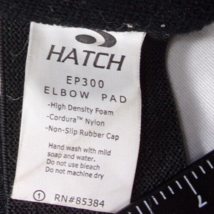 HATCH
EP300
ELBOW PAD
-High Density Foam
-Cordura™ Nylon
-Non-Slip Rubber Cap
Hand wash with mild
soap and water.
Do not use bleach
Do not machine dry
1 RN#85384
7